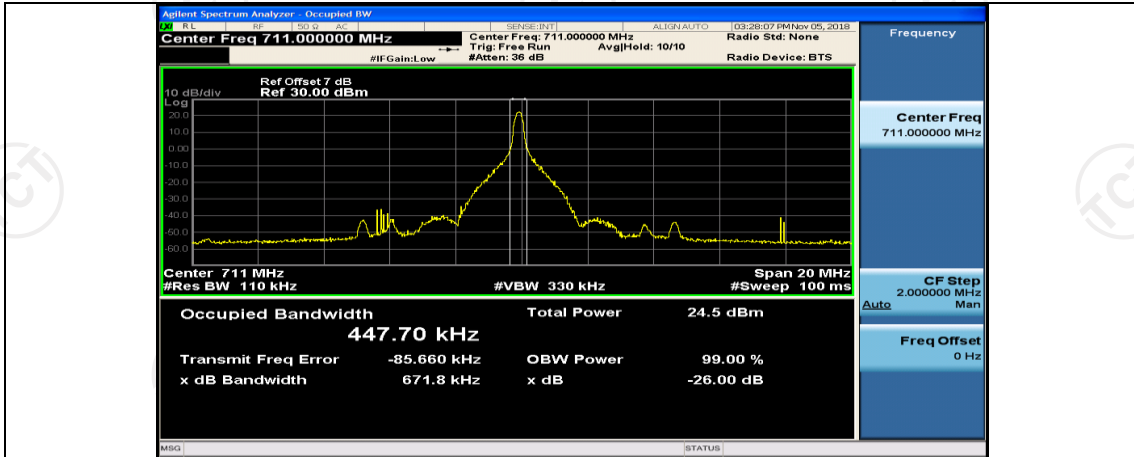 Agilent Spectrum Analyzer - Occupied BW
LXI RL RF 50 Ω AC SENSE:INT ALIGN AUTO 03:28:07 PM Nov 05, 2018
Center Freq 711.000000 MHz
Center Freq: 711.000000 MHz
Radio Std: None
Trig: Free Run Avg|Hold: 10/10
#IFGain:Low #Atten: 36 dB Radio Device: BTS
Frequency
Ref Offset 7 dB
10 dB/div Ref 30.00 dBm
Log
20.0
10.0
0.00
-10.0
-20.0
-30.0
-40.0
-50.0
-60.0
Center 711 MHz Span 20 MHz
#Res BW 110 kHz #VBW 330 kHz #Sweep 100 ms
Occupied Bandwidth Total Power 24.5 dBm
447.70 kHz
Transmit Freq Error -85.660 kHz OBW Power 99.00 %
x dB Bandwidth 671.8 kHz x dB -26.00 dB
Center Freq
711.000000 MHz
CF Step
2.000000 MHz
Auto Man
Freq Offset
0 Hz
MSG STATUS
TCT
TCT